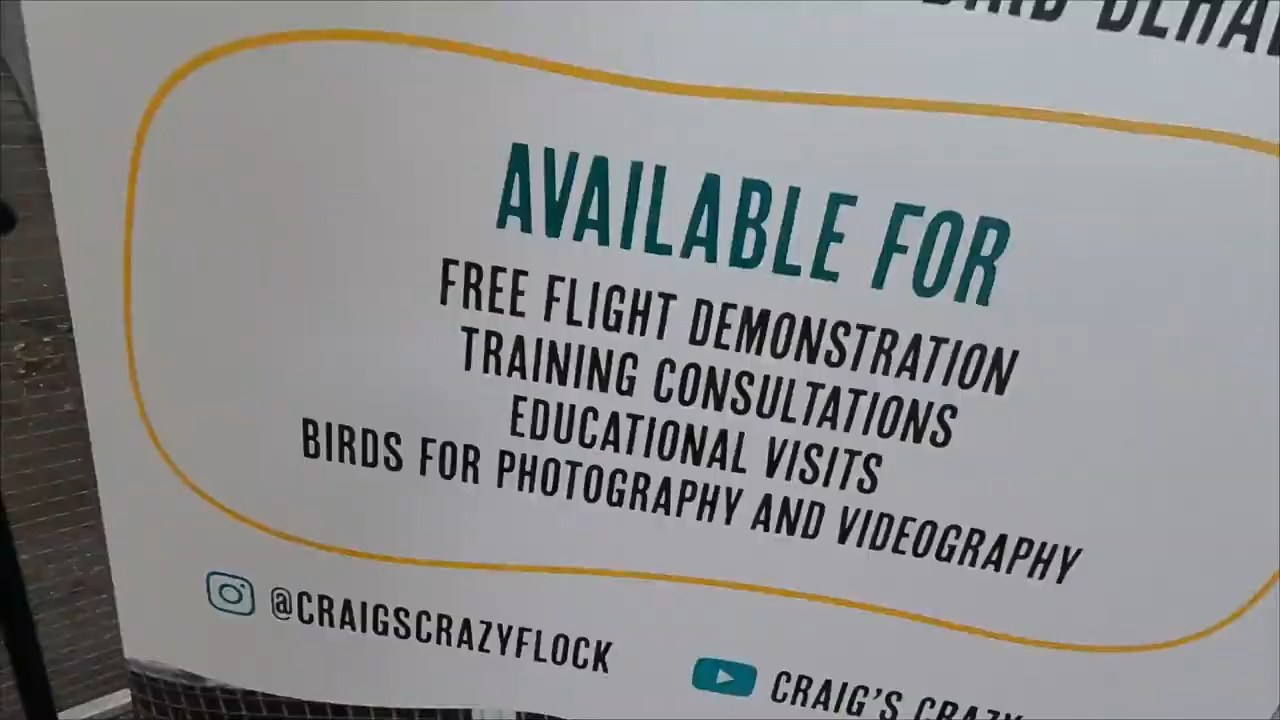 AVAILABLE FOR
FREE FLIGHT DEMONSTRATION
TRAINING CONSULTATIONS
EDUCATIONAL VISITS
BIRDS FOR PHOTOGRAPHY AND VIDEOGRAPHY
@CRAIGSCRAZYFLOCK
CRAIG'S CRAZY